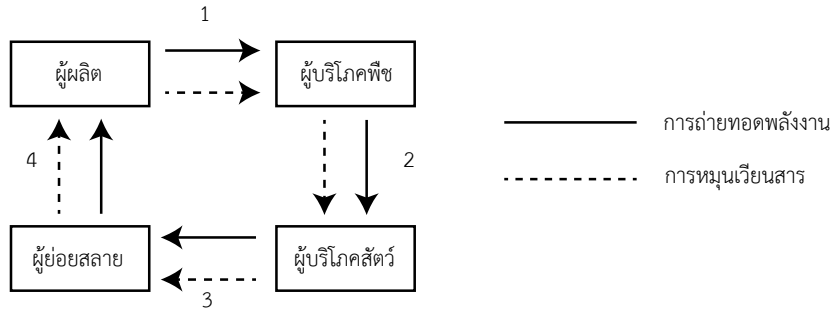 1
ผู้ผลิต
ผู้บริโภคพืช
การถ่ายทอดพลังงาน
4
2
การหมุนเวียนสาร
ผู้ย่อยสลาย
ผู้บริโภคสัตว์
3